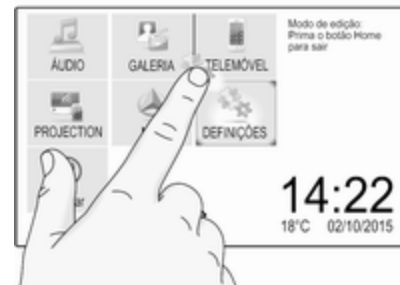 Modo de edição:
Prima o botão Home
para sair
ÁUDIO
GALERIA
TELEMÓVEL
PROJECTION
DEFINIÇÕES
14:22
18°C 02/10/2015